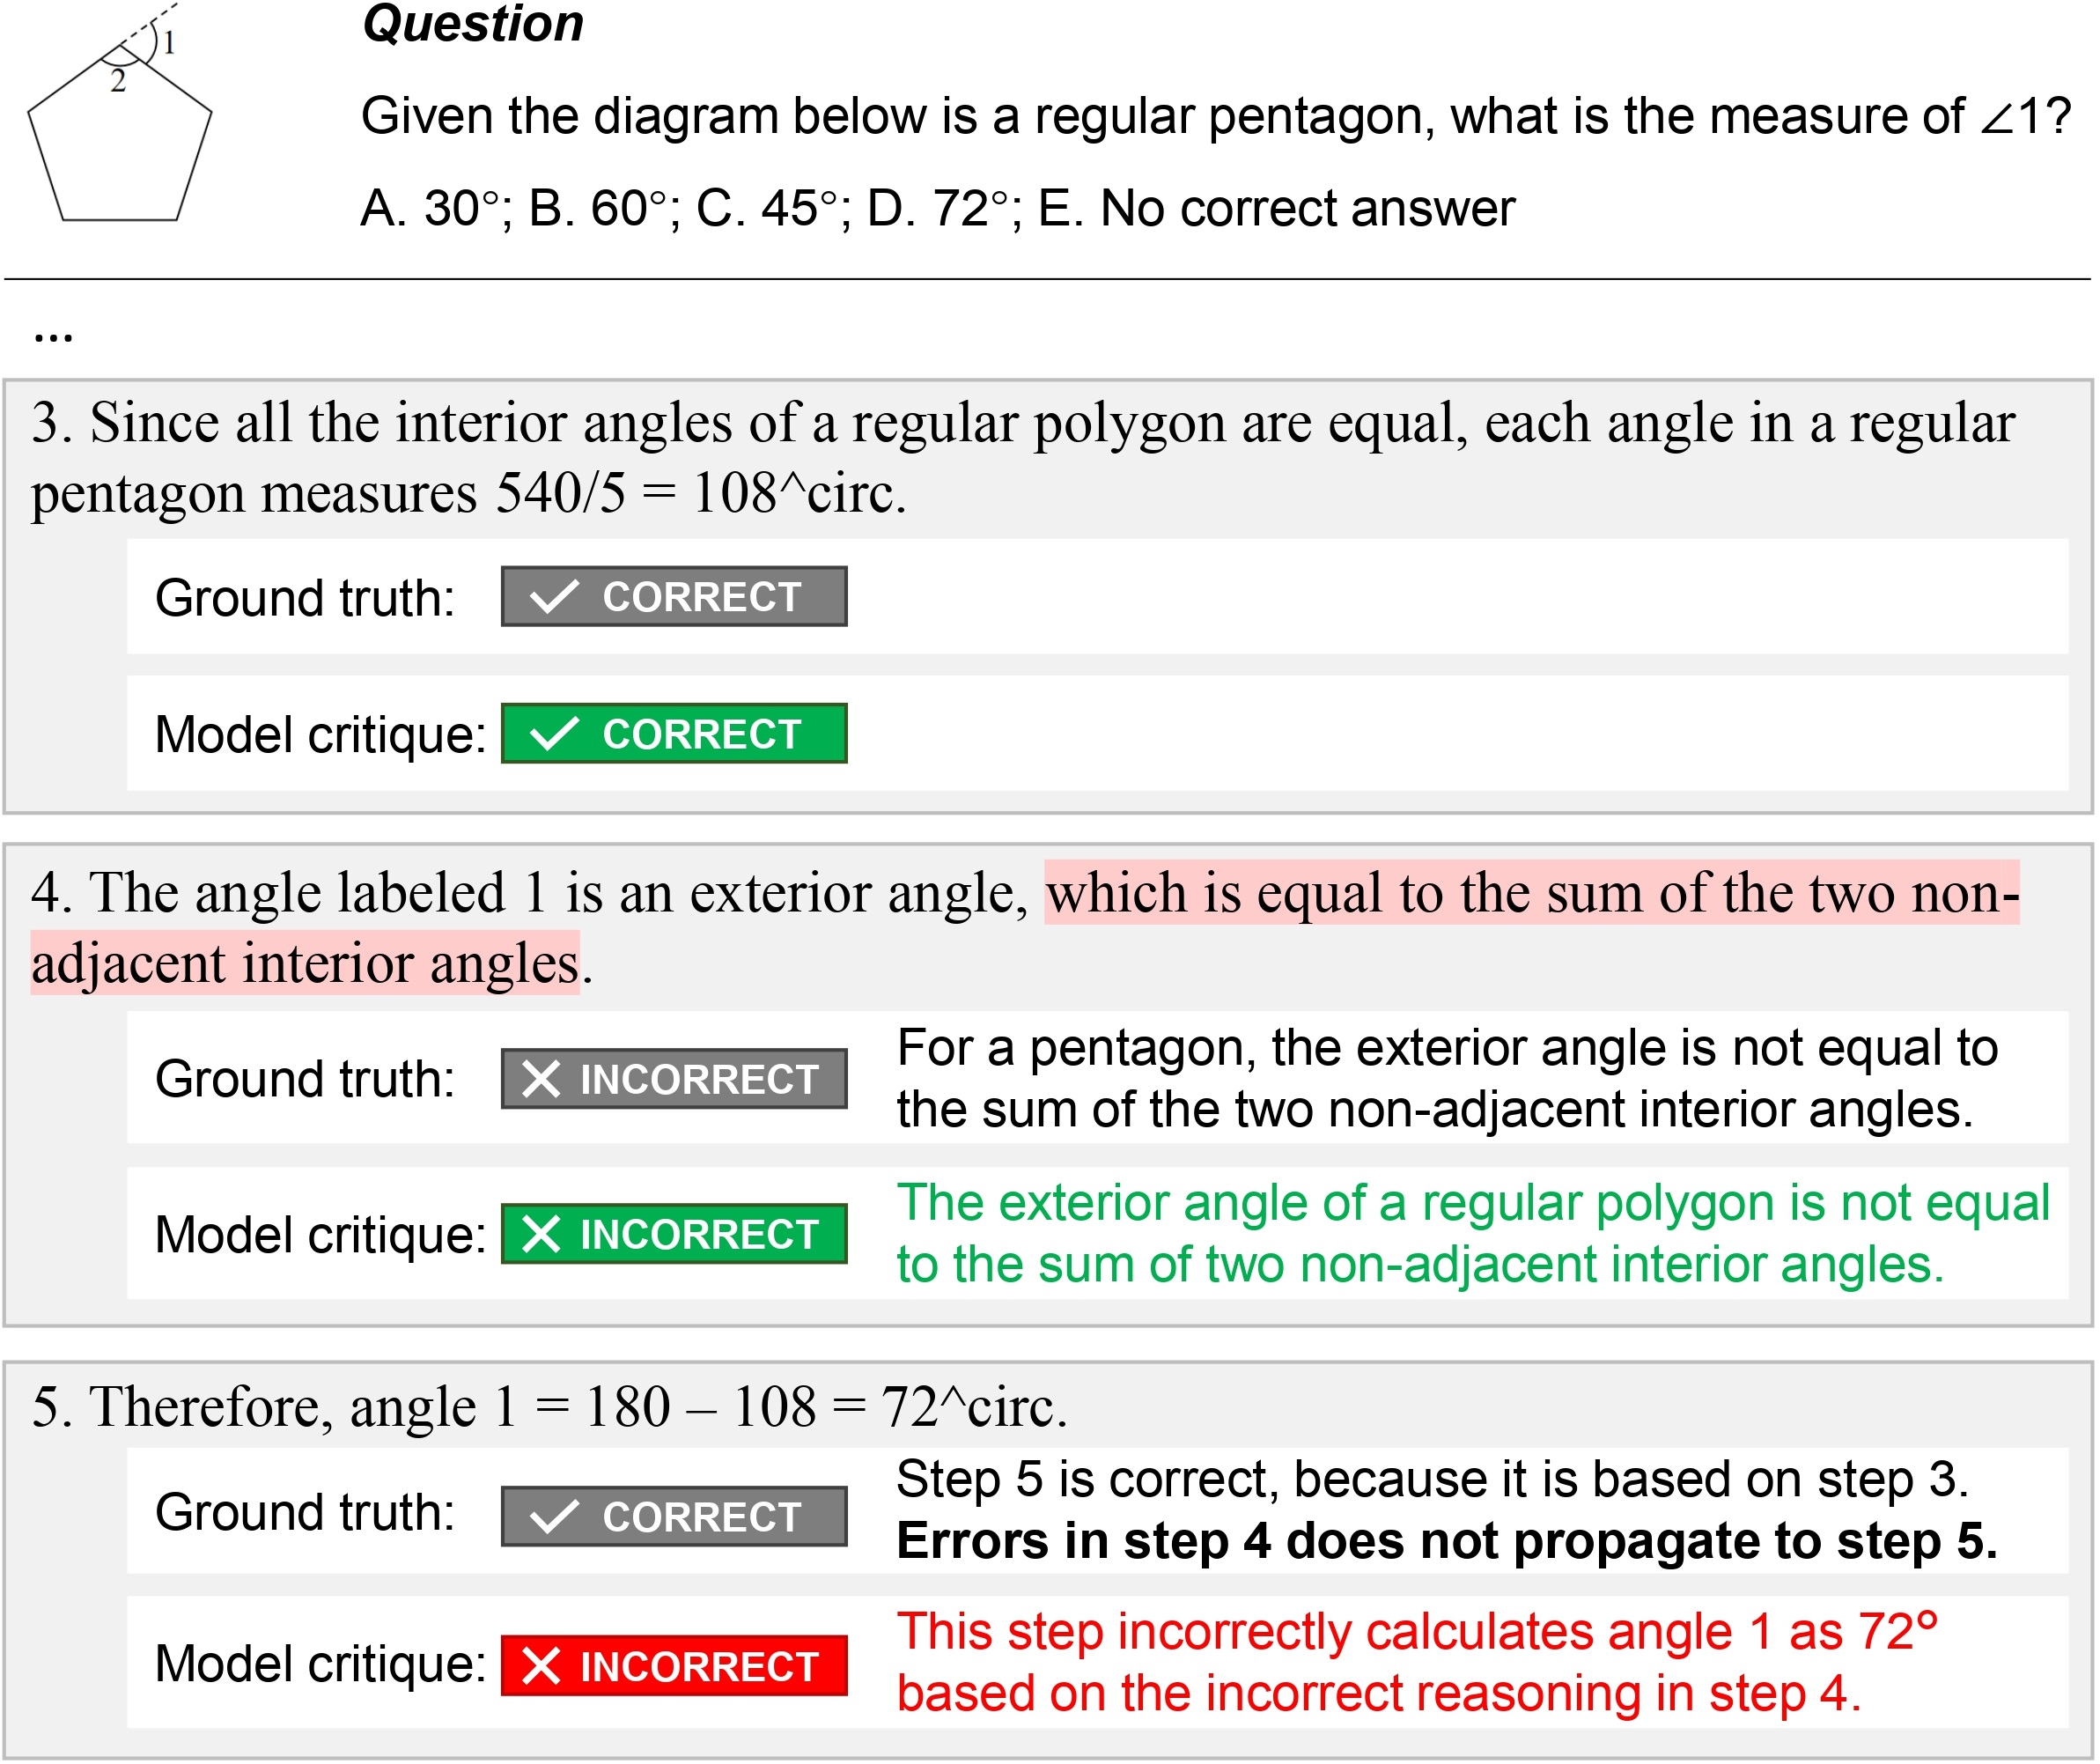 1
2
Question
Given the diagram below is a regular pentagon, what is the measure of ∠1?
A. 30°; B. 60°; C. 45°; D. 72°; E. No correct answer
...
3. Since all the interior angles of a regular polygon are equal, each angle in a regular
pentagon measures 540/5 = 108^circ.
Ground truth: ✓ CORRECT
Model critique: ✓ CORRECT
4. The angle labeled 1 is an exterior angle, which is equal to the sum of the two non-
adjacent interior angles.
Ground truth: ✕ INCORRECT
For a pentagon, the exterior angle is not equal to
the sum of the two non-adjacent interior angles.
Model critique: ✕ INCORRECT
The exterior angle of a regular polygon is not equal
to the sum of two non-adjacent interior angles.
5. Therefore, angle 1 = 180 – 108 = 72^circ.
Ground truth: ✓ CORRECT
Step 5 is correct, because it is based on step 3.
Errors in step 4 does not propagate to step 5.
Model critique: ✕ INCORRECT
This step incorrectly calculates angle 1 as 72°
based on the incorrect reasoning in step 4.